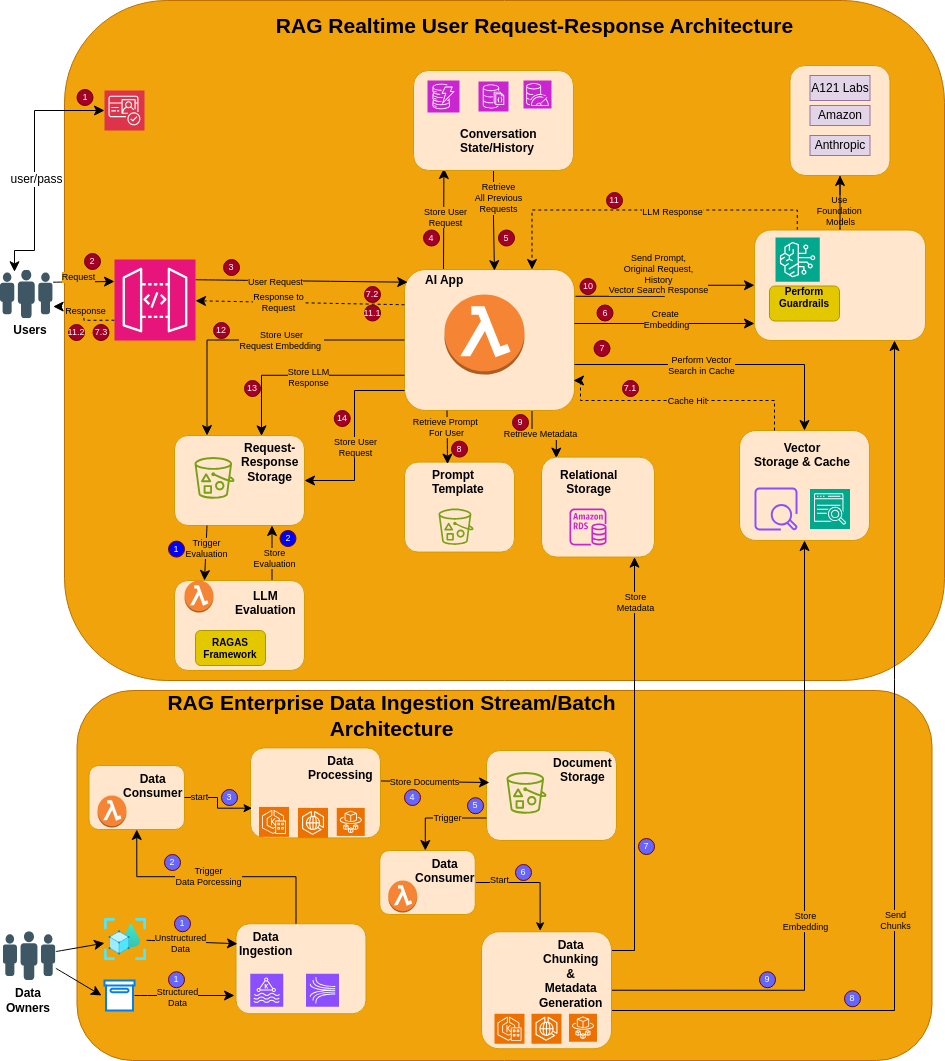 RAG Realtime User Request-Response Architecture
1
user/pass
Conversation
State/History
A121 Labs
Amazon
Anthropic
Use
Foundation
Models
Retrieve
All Previous
Requests
Store User
Request
4
5
11
LLM Response
2
Request
3
User Request
AI App
Send Prompt,
Original Request,
History
Vector Search Response
10
Perform
Guardrails
Response to
Request
7.2
11.1
6
Create
Embedding
Response
11.2
7.3
Users
12
Store User
Request Embedding
7
Perform Vector
Search in Cache
13
Store LLM
Response
7.1
Cache Hit
14
Store User
Request
Retrieve Prompt
For User
8
9
Retrieve Metadata
Request-
Response
Storage
Prompt
Template
Relational
Storage
Amazon
RDS
Vector
Storage & Cache
1
Trigger
Evaluation
2
Store
Evaluation
LLM
Evaluation
RAGAS
Framework
Store
Metadata
RAG Enterprise Data Ingestion Stream/Batch
Architecture
Data
Consumer
start
3
Data
Processing
Store Documents
4
Document
Storage
5
Trigger
Data
Consumer
Start
6
7
2
Trigger
Data Porcessing
1
Unstructured
Data
1
Structured
Data
Data
Ingestion
Data
Owners
Data
Chunking
&
Metadata
Generation
Store
Embedding
Send
Chunks
9
8